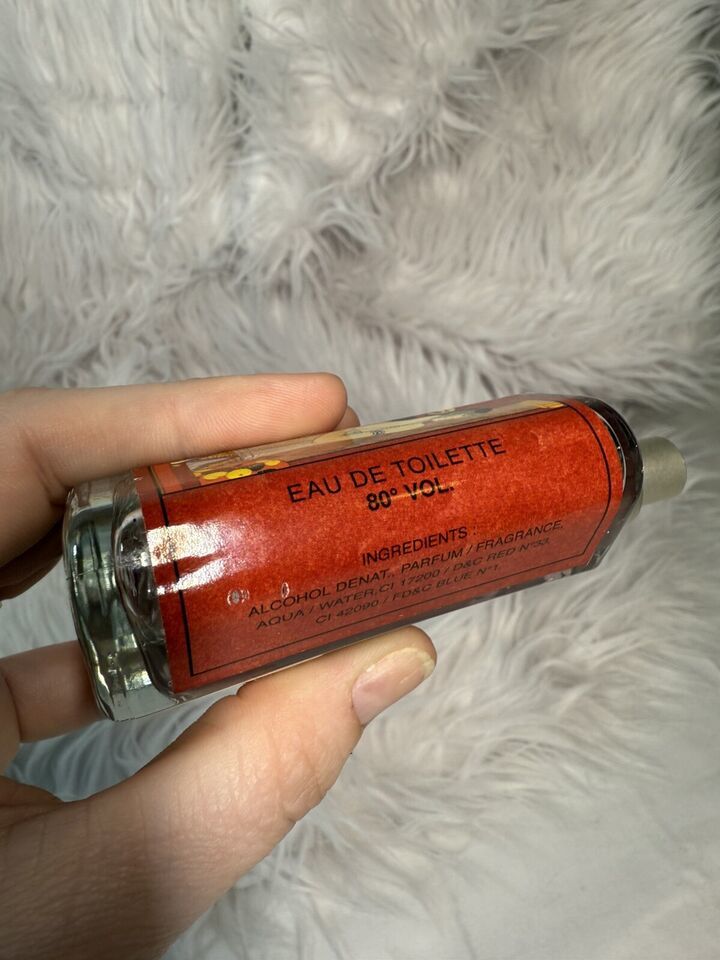 EAU DE TOILETTE
80° VOL.
INGREDIENTS :
ALCOHOL DENAT., PARFUM / FRAGRANCE,
AQUA / WATER,CI 17200 / D&C RED N°33,
CI 42090 / FD&C BLUE N°1.